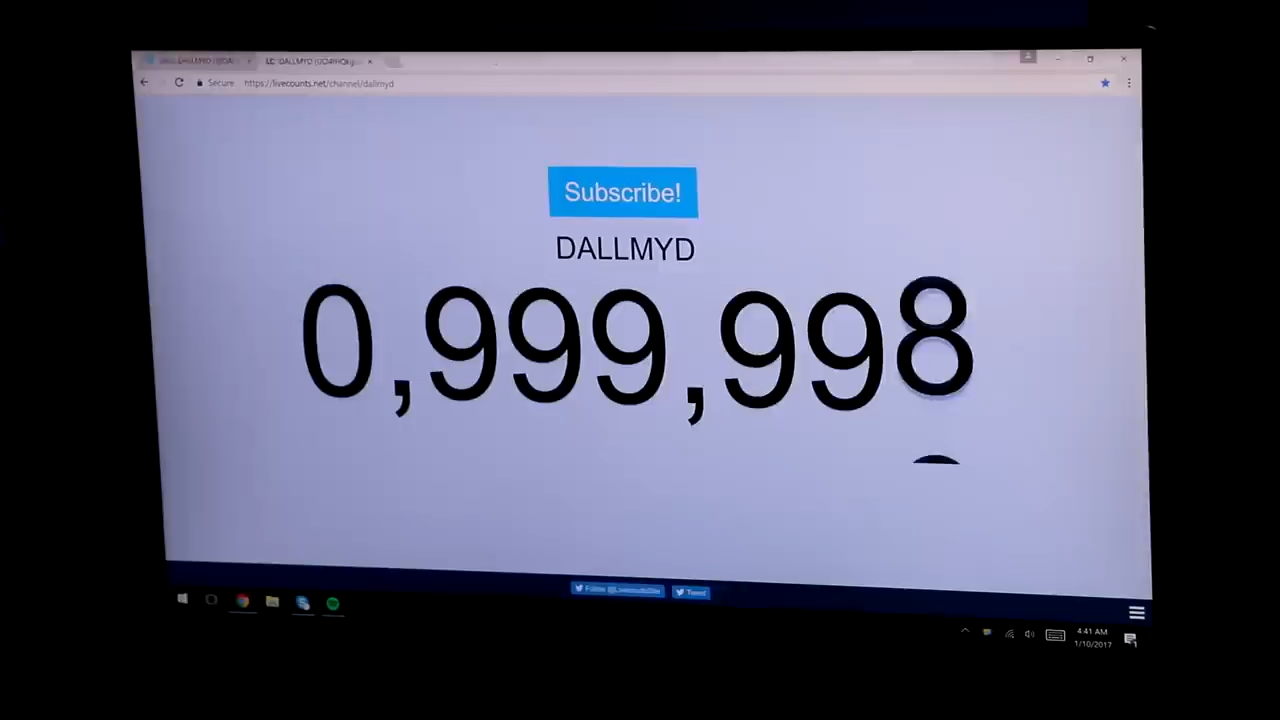 Secure https://livecounts.net/channel/dallmyd
Subscribe!
DALLMYD
0,999,998
Tweet
4:41 AM
1/10/2017